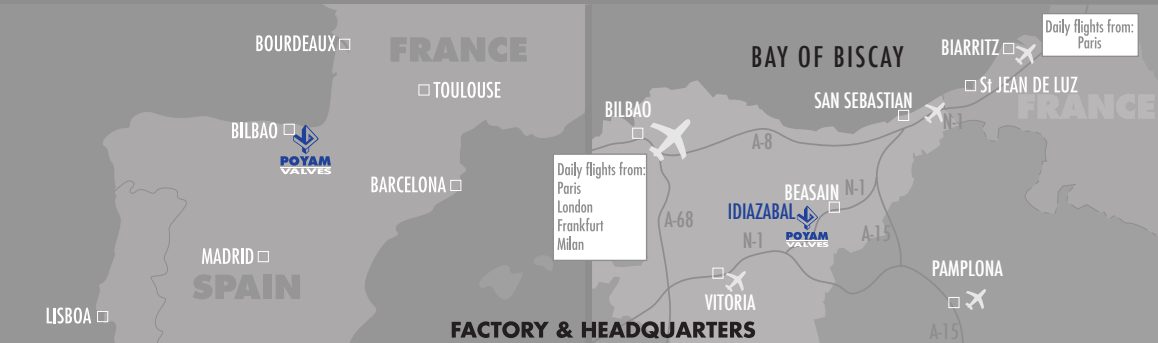 BOURDEAUX
FRANCE
TOULOUSE
BILBAO
POYAM
VALVES
BARCELONA
MADRID
SPAIN
LISBOA
BAY OF BISCAY
BIARRITZ
Daily flights from:
Paris
St JEAN DE LUZ
FRANCE
SAN SEBASTIAN
N-1
BILBAO
A-8
Daily flights from:
Paris
London
Frankfurt
Milan
BEASAIN
N-1
IDIAZABAL
POYAM
VALVES
A-68
N-1
A-15
VITORIA
PAMPLONA
A-15
FACTORY & HEADQUARTERS